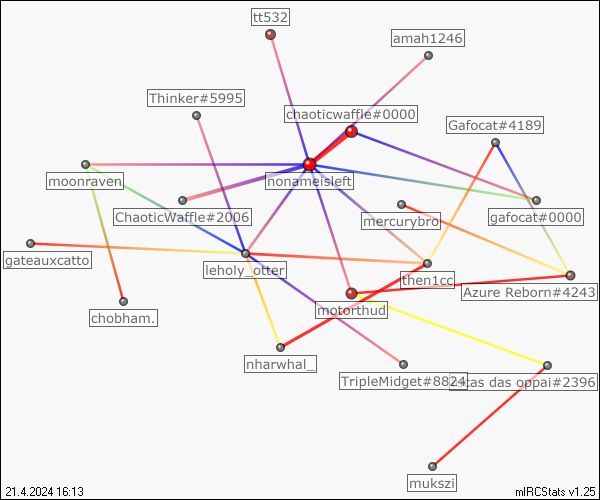 tt532
amah1246
Thinker#5995
chaoticwaffle#0000
Gafocat#4189
moonraven
nonameisleft
ChaoticWaffle#2006
mercurybro
gafocat#0000
gateauxcatto
leholy_otter
then1cc
Azure Reborn#4243
chobham.
motorthud
nharwhal_
TripleMidget#8824
das oppai#2396
mukszi
21.4.2024 16:13
mIRCStats v1.25